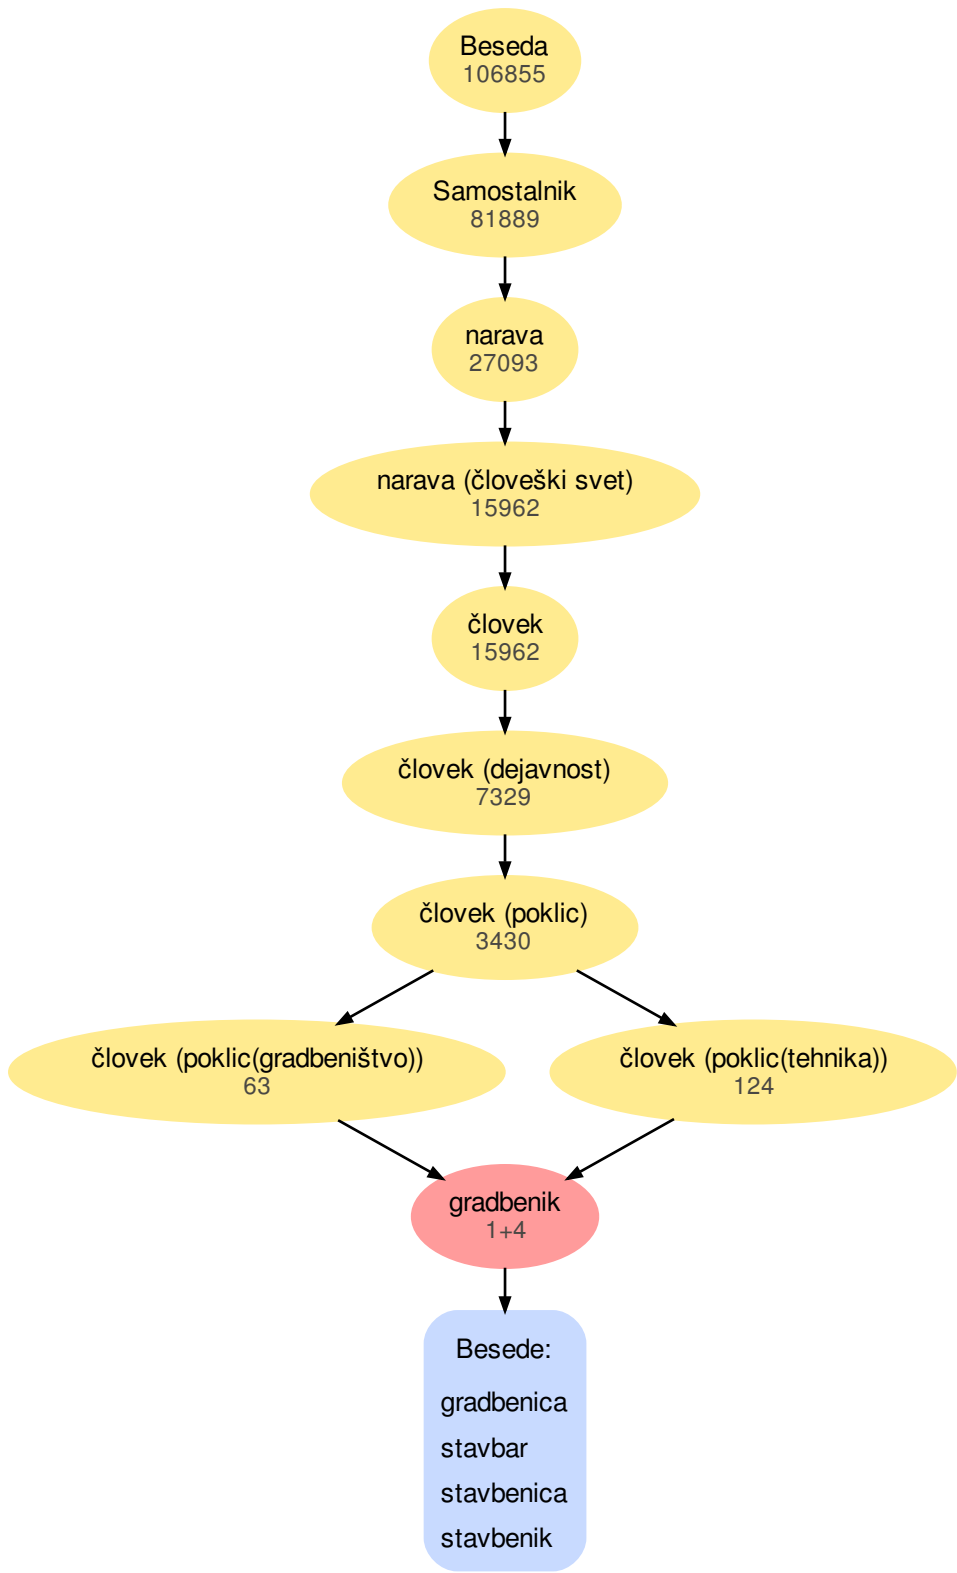 Beseda
106855
Samostalnik
81889
narava
27093
narava (človeški svet)
15962
človek
15962
človek (dejavnost)
7329
človek (poklic)
3430
človek (poklic(gradbeništvo))
63
človek (poklic(tehnika))
124
gradbenik
1+4
Besede:
gradbenica
stavbar
stavbenica
stavbenik